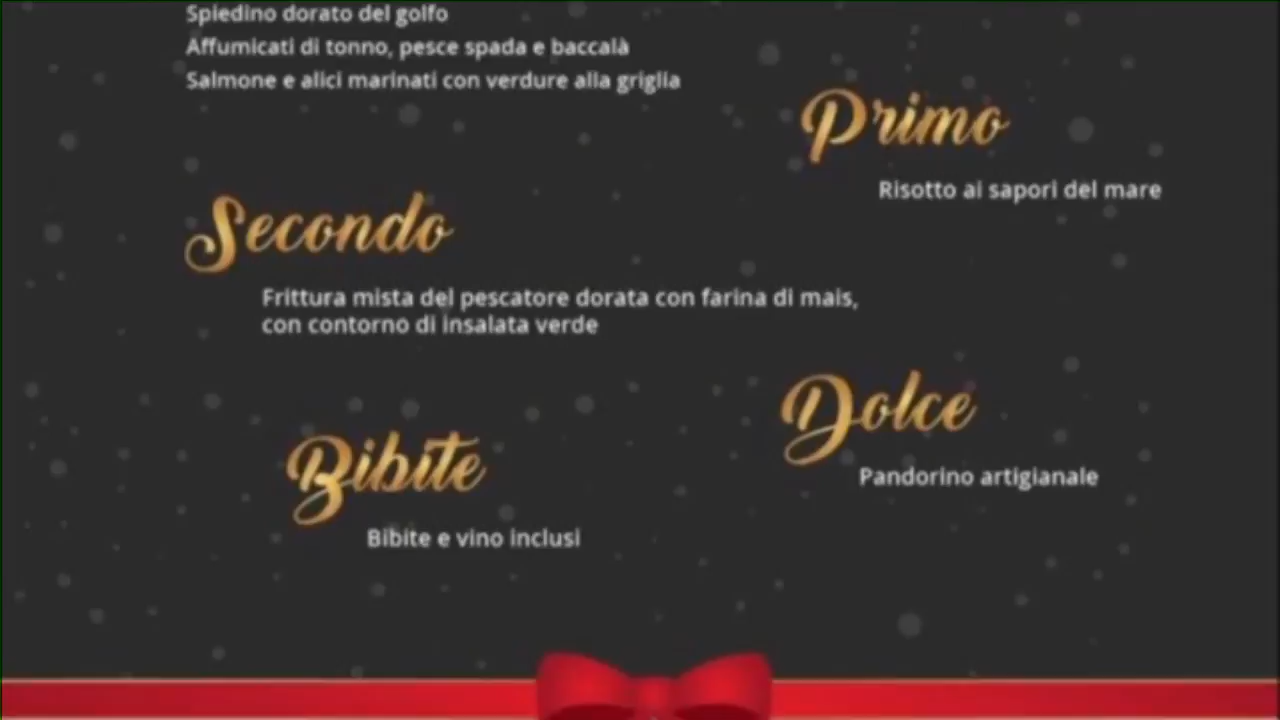 Spiedino dorato del golfo
Affumicati di tonno, pesce spada e baccalà
Salmone e alici marinati con verdure alla griglia
Primo
Risotto ai sapori del mare
Secondo
Frittura mista del pescatore dorata con farina di mais,
con contorno di insalata verde
Dolce
Pandorino artigianale
Bibite
Bibite e vino inclusi